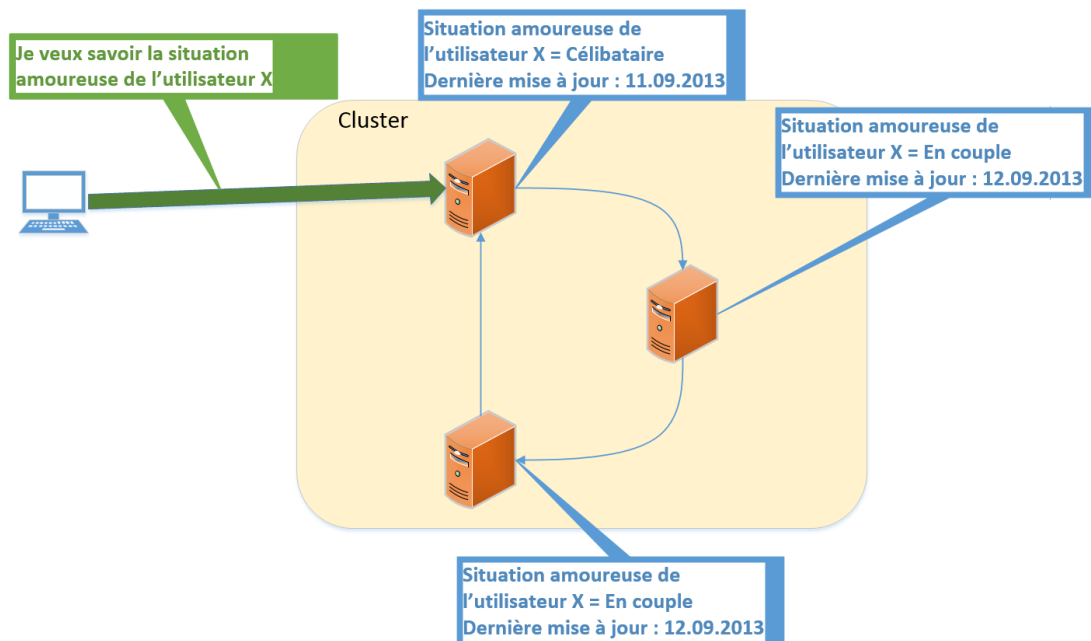 Je veux savoir la situation
amoureuse de l’utilisateur X
Situation amoureuse de
l’utilisateur X = Célibataire
Dernière mise à jour : 11.09.2013
Cluster
Situation amoureuse de
l’utilisateur X = En couple
Dernière mise à jour : 12.09.2013
Situation amoureuse de
l’utilisateur X = En couple
Dernière mise à jour : 12.09.2013